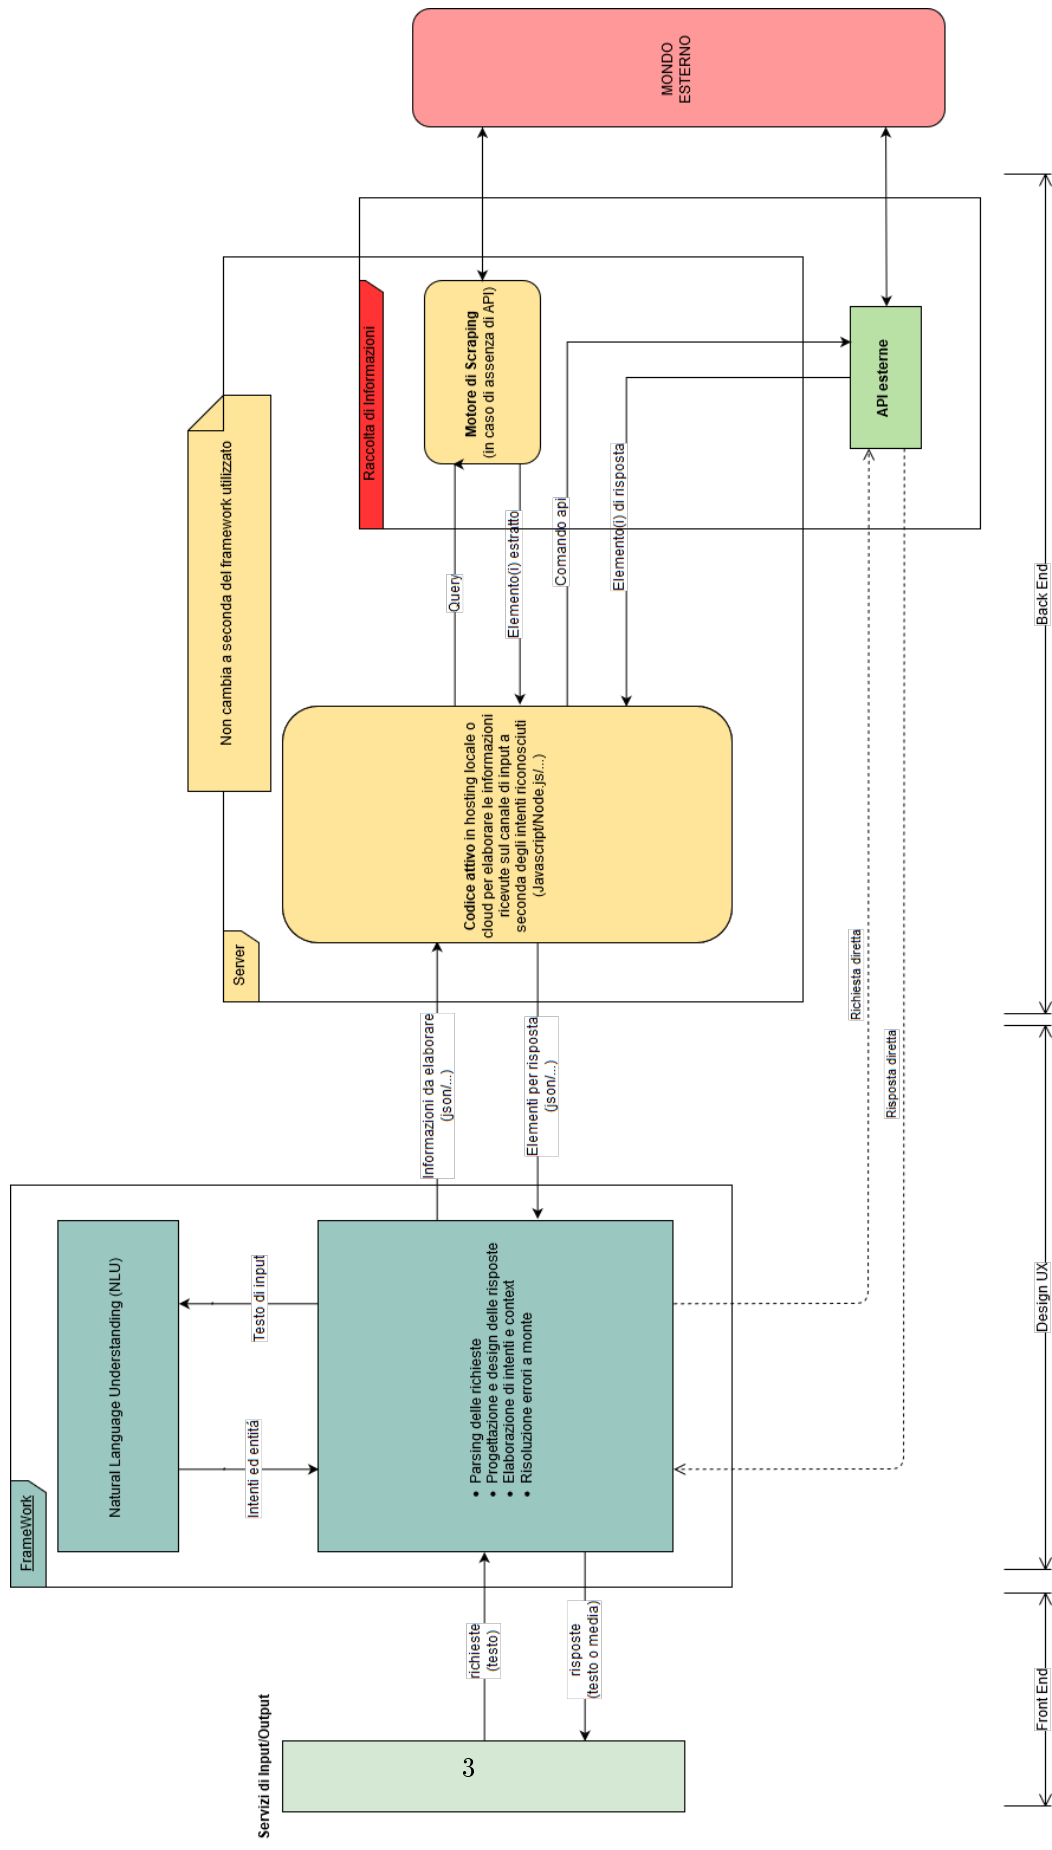 Servizi di Input/Output
3
richieste
(testo)
risposte
(testo o media)
FrameWork
Natural Language Understanding (NLU)
Intenti ed entitá
Testo di input
• Parsing delle richieste
• Progettazione e design delle risposte
• Elaborazione di intenti e context
• Risoluzione errori a monte
Informazioni da elaborare
(json/...)
Elementi per risposta
(json/...)
Server
Non cambia a seconda del framework utilizzato
Codice attivo in hosting locale o
cloud per elaborare le informazioni
ricevute sul canale di input a
seconda degli intenti riconosciuti
(Javascript/Node.js/...)
Query
Elemento(i) estratto
Comando api
Elemento(i) di risposta
Raccolta di Informazioni
Motore di Scraping
(in caso di assenza di API)
API esterne
Richiesta diretta
Risposta diretta
MONDO
ESTERNO
Front End
Design UX
Back End